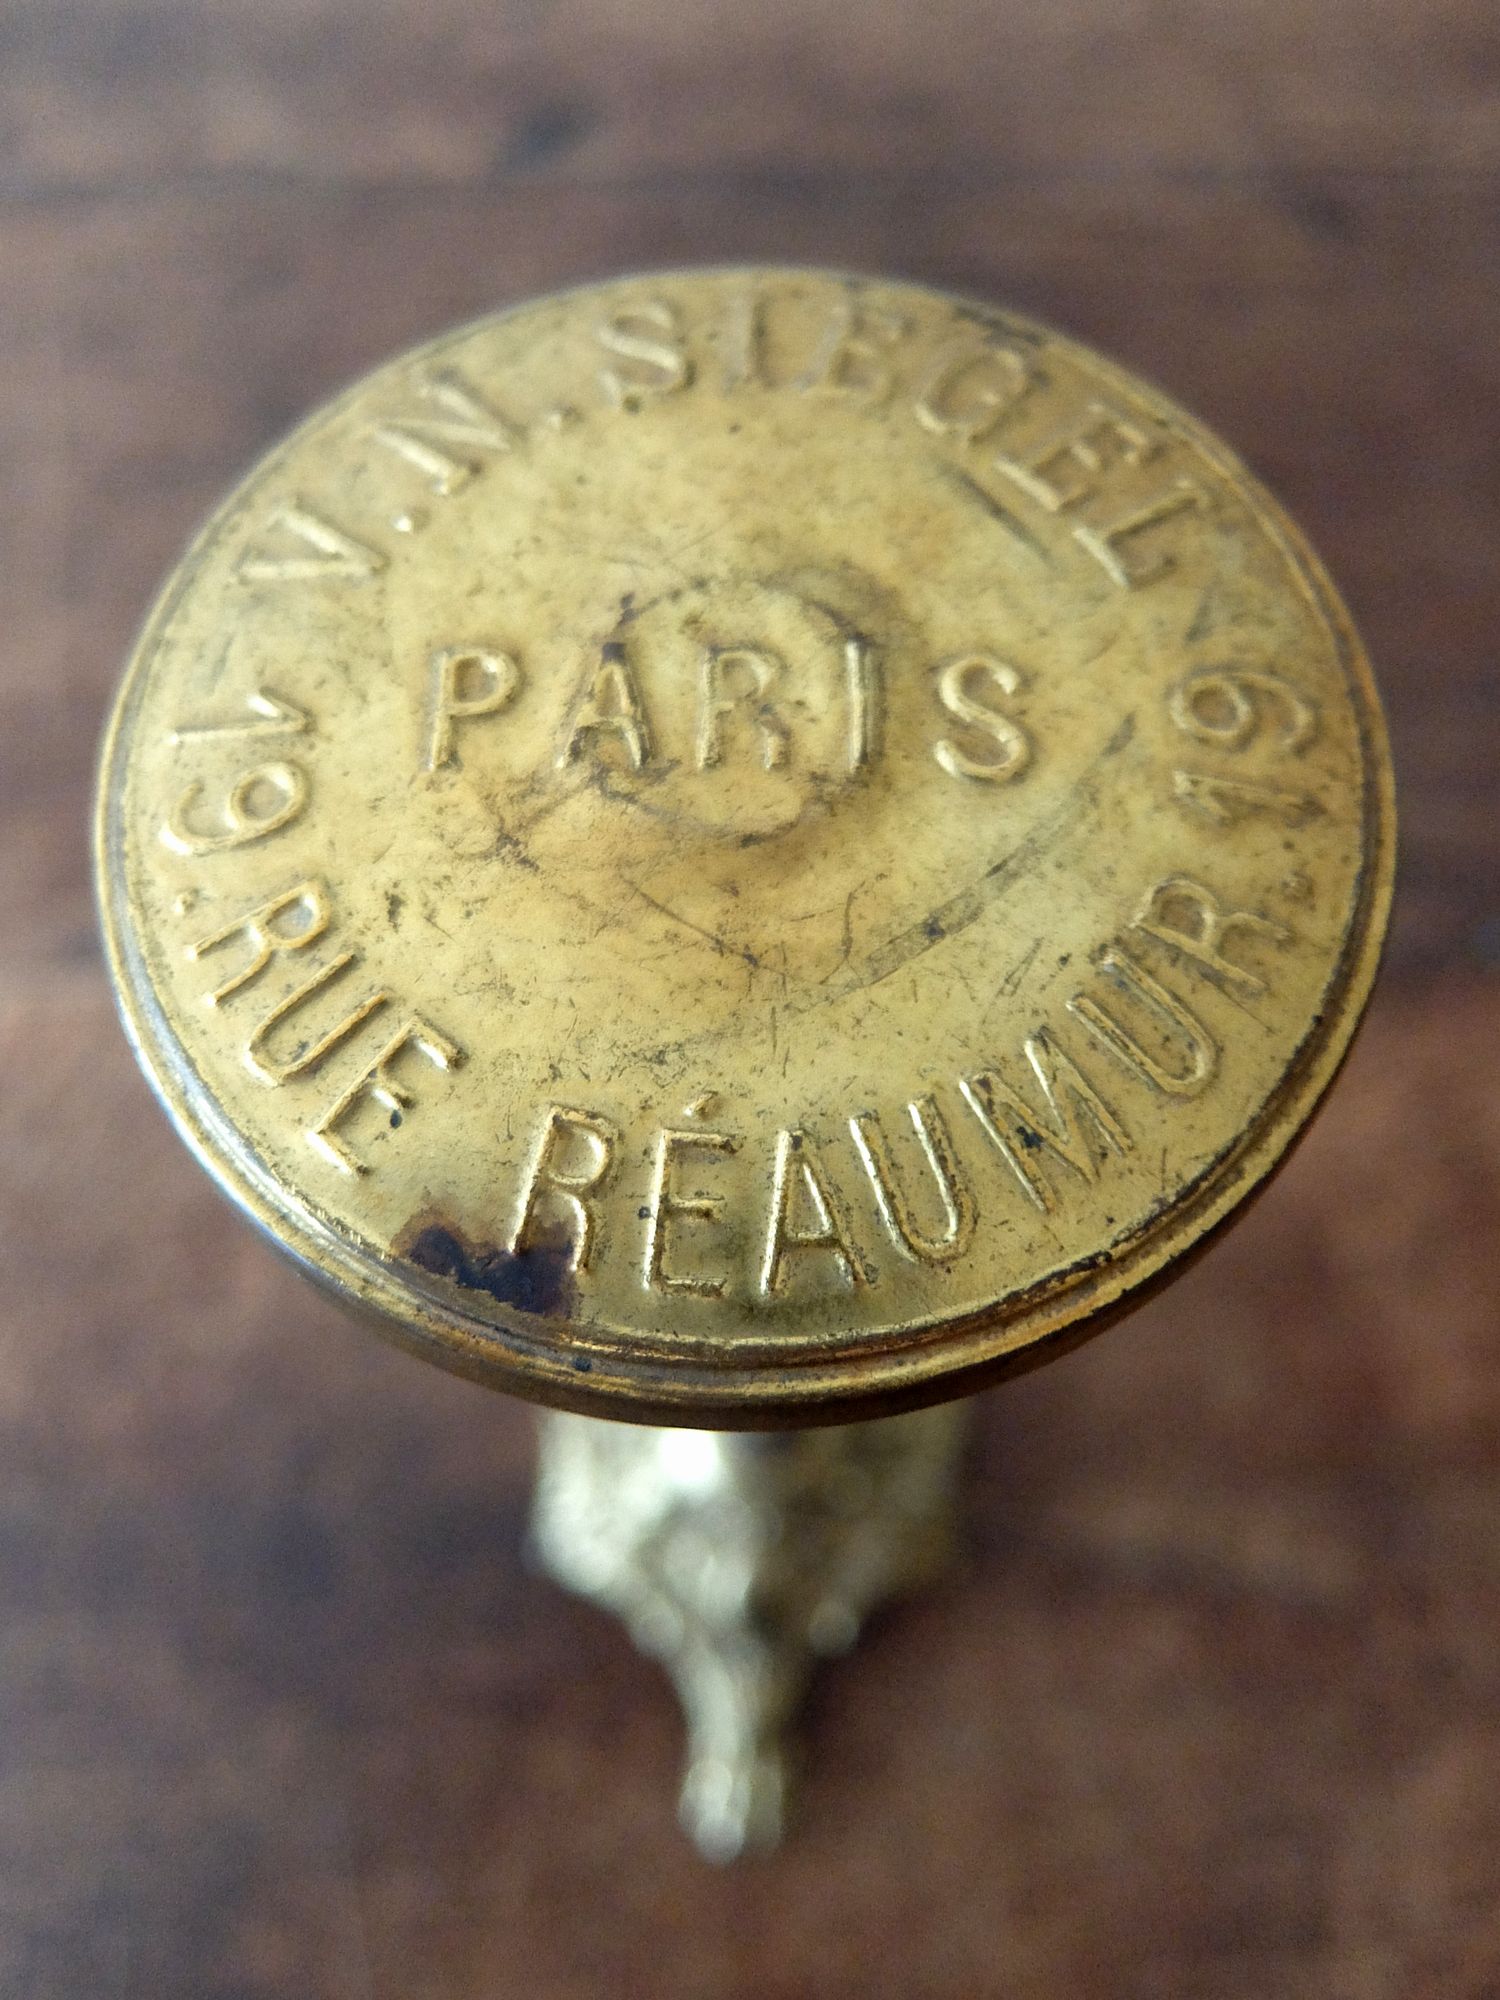 V.N. SIEGEL
PARIS
19. RUE RÉAUMUR. 19